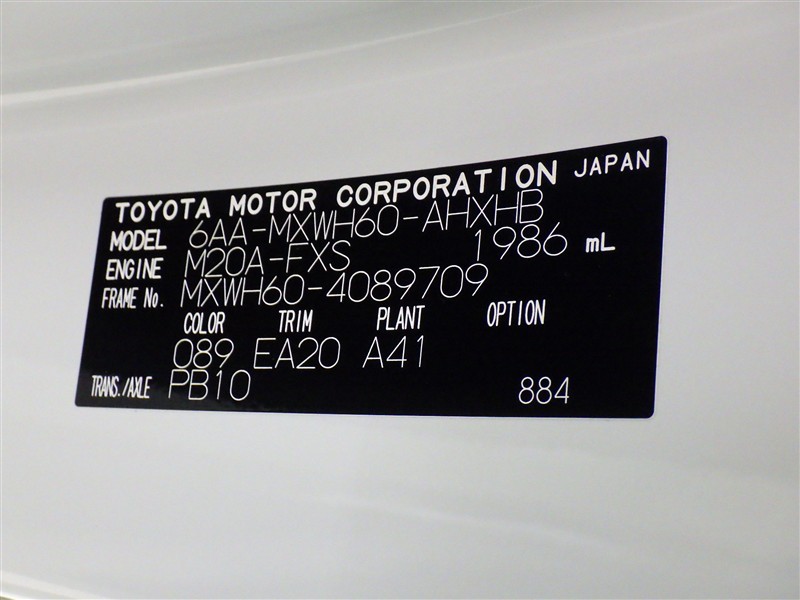 TOYOTA MOTOR CORPORATION JAPAN
MODEL 6AA-MXWH60-AHXHB
ENGINE M20A-FXS 1986 mL
FRAME No. MXWH60-4089709
COLOR TRIM PLANT OPTION
089 EA20 A41
TRANS./AXLE PB10 884